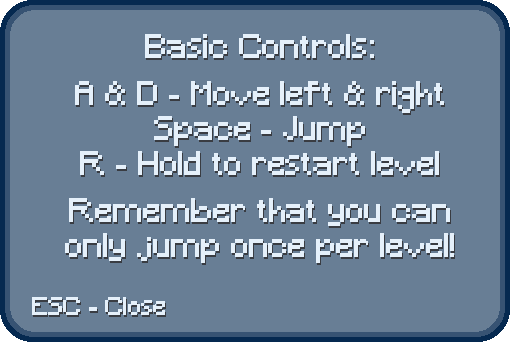 Basic Controls:
A & D - Move left & right
Space - Jump
R - Hold to restart level
Remember that you can
only jump once per level!
ESC - Close